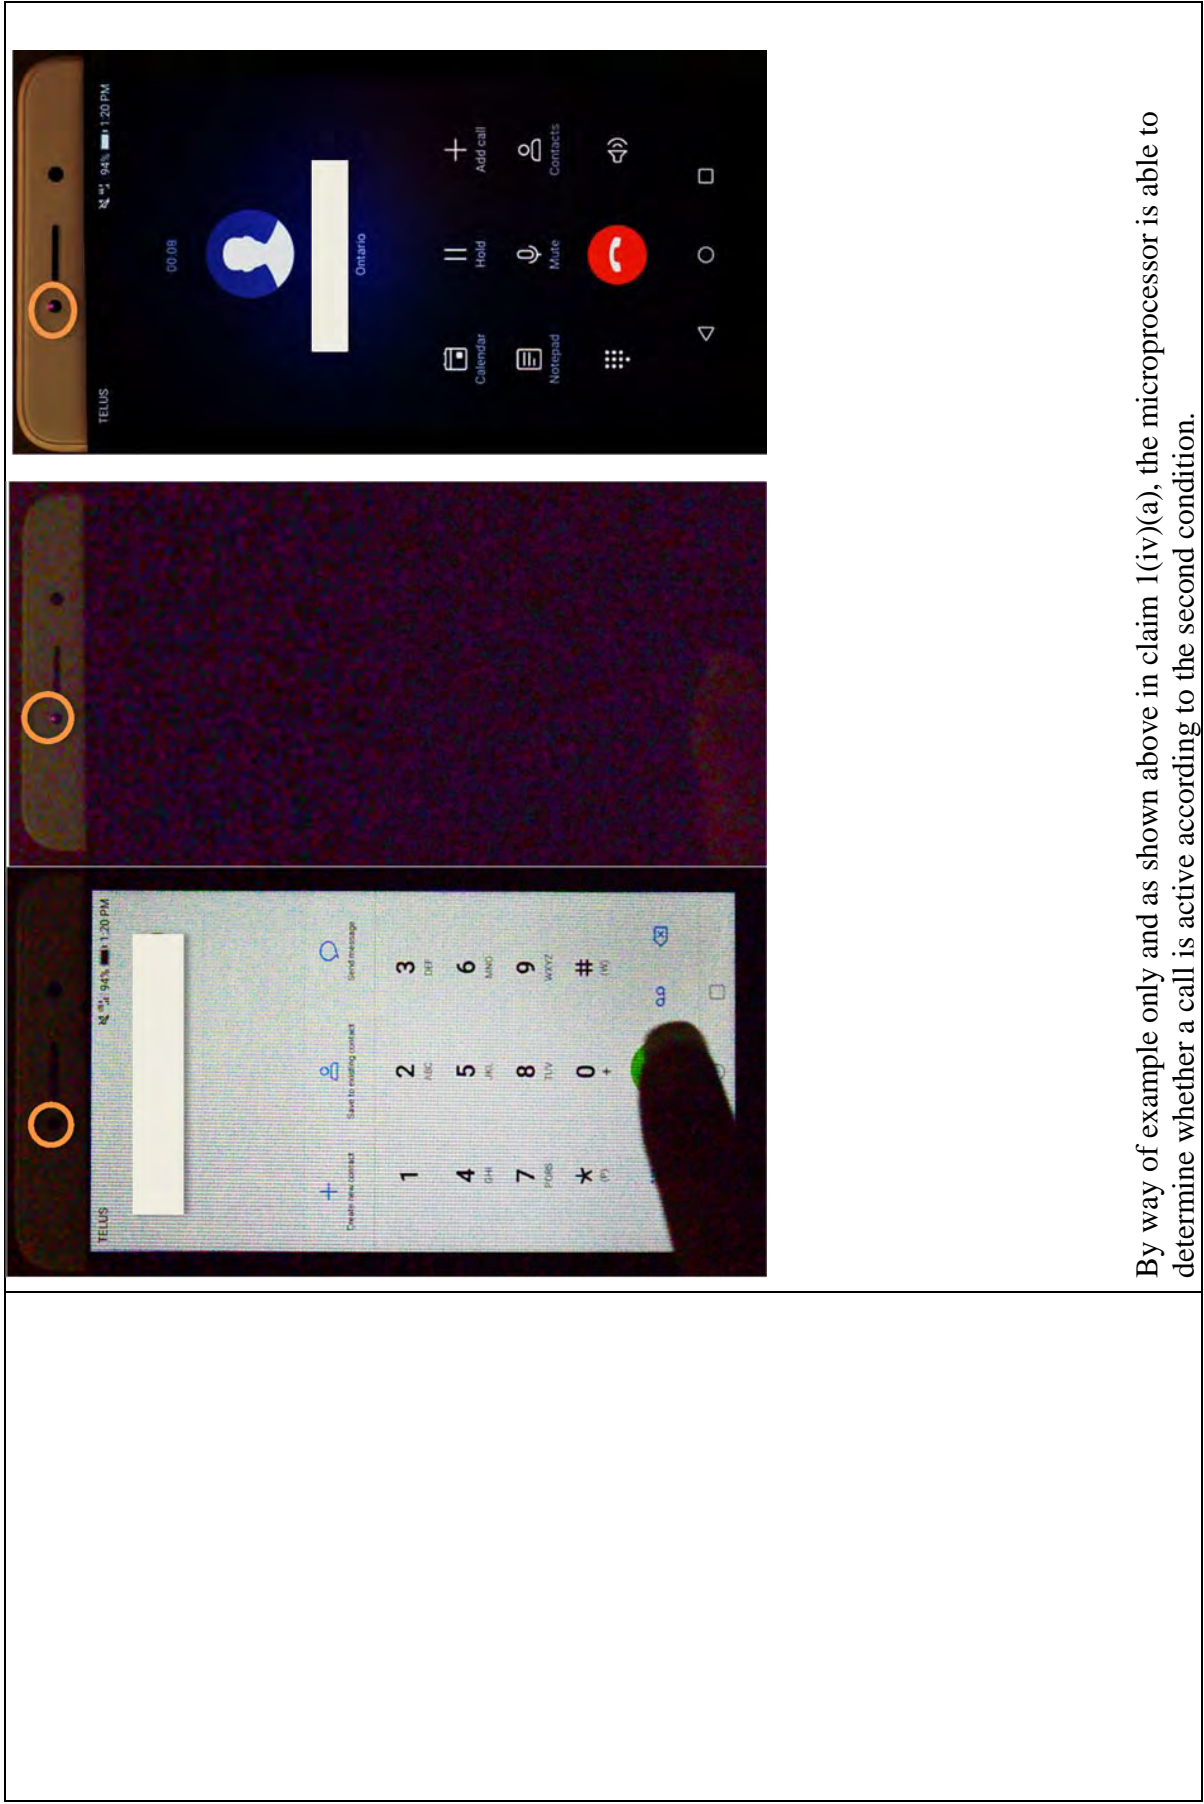 TELUS 94% 1:20 PM
Create new contact Save to existing contact Send message
1 2 3
ABC DEF
4 5 6
GHI JKL MNO
7 8 9
PQRS TUV WXYZ
* 0 #
(P) + (W)
TELUS 94% 1:20 PM
00:08
Ontario
Calendar Hold Add call
Notepad Mute Contacts
By way of example only and as shown above in claim 1(iv)(a), the microprocessor is able to
determine whether a call is active according to the second condition.